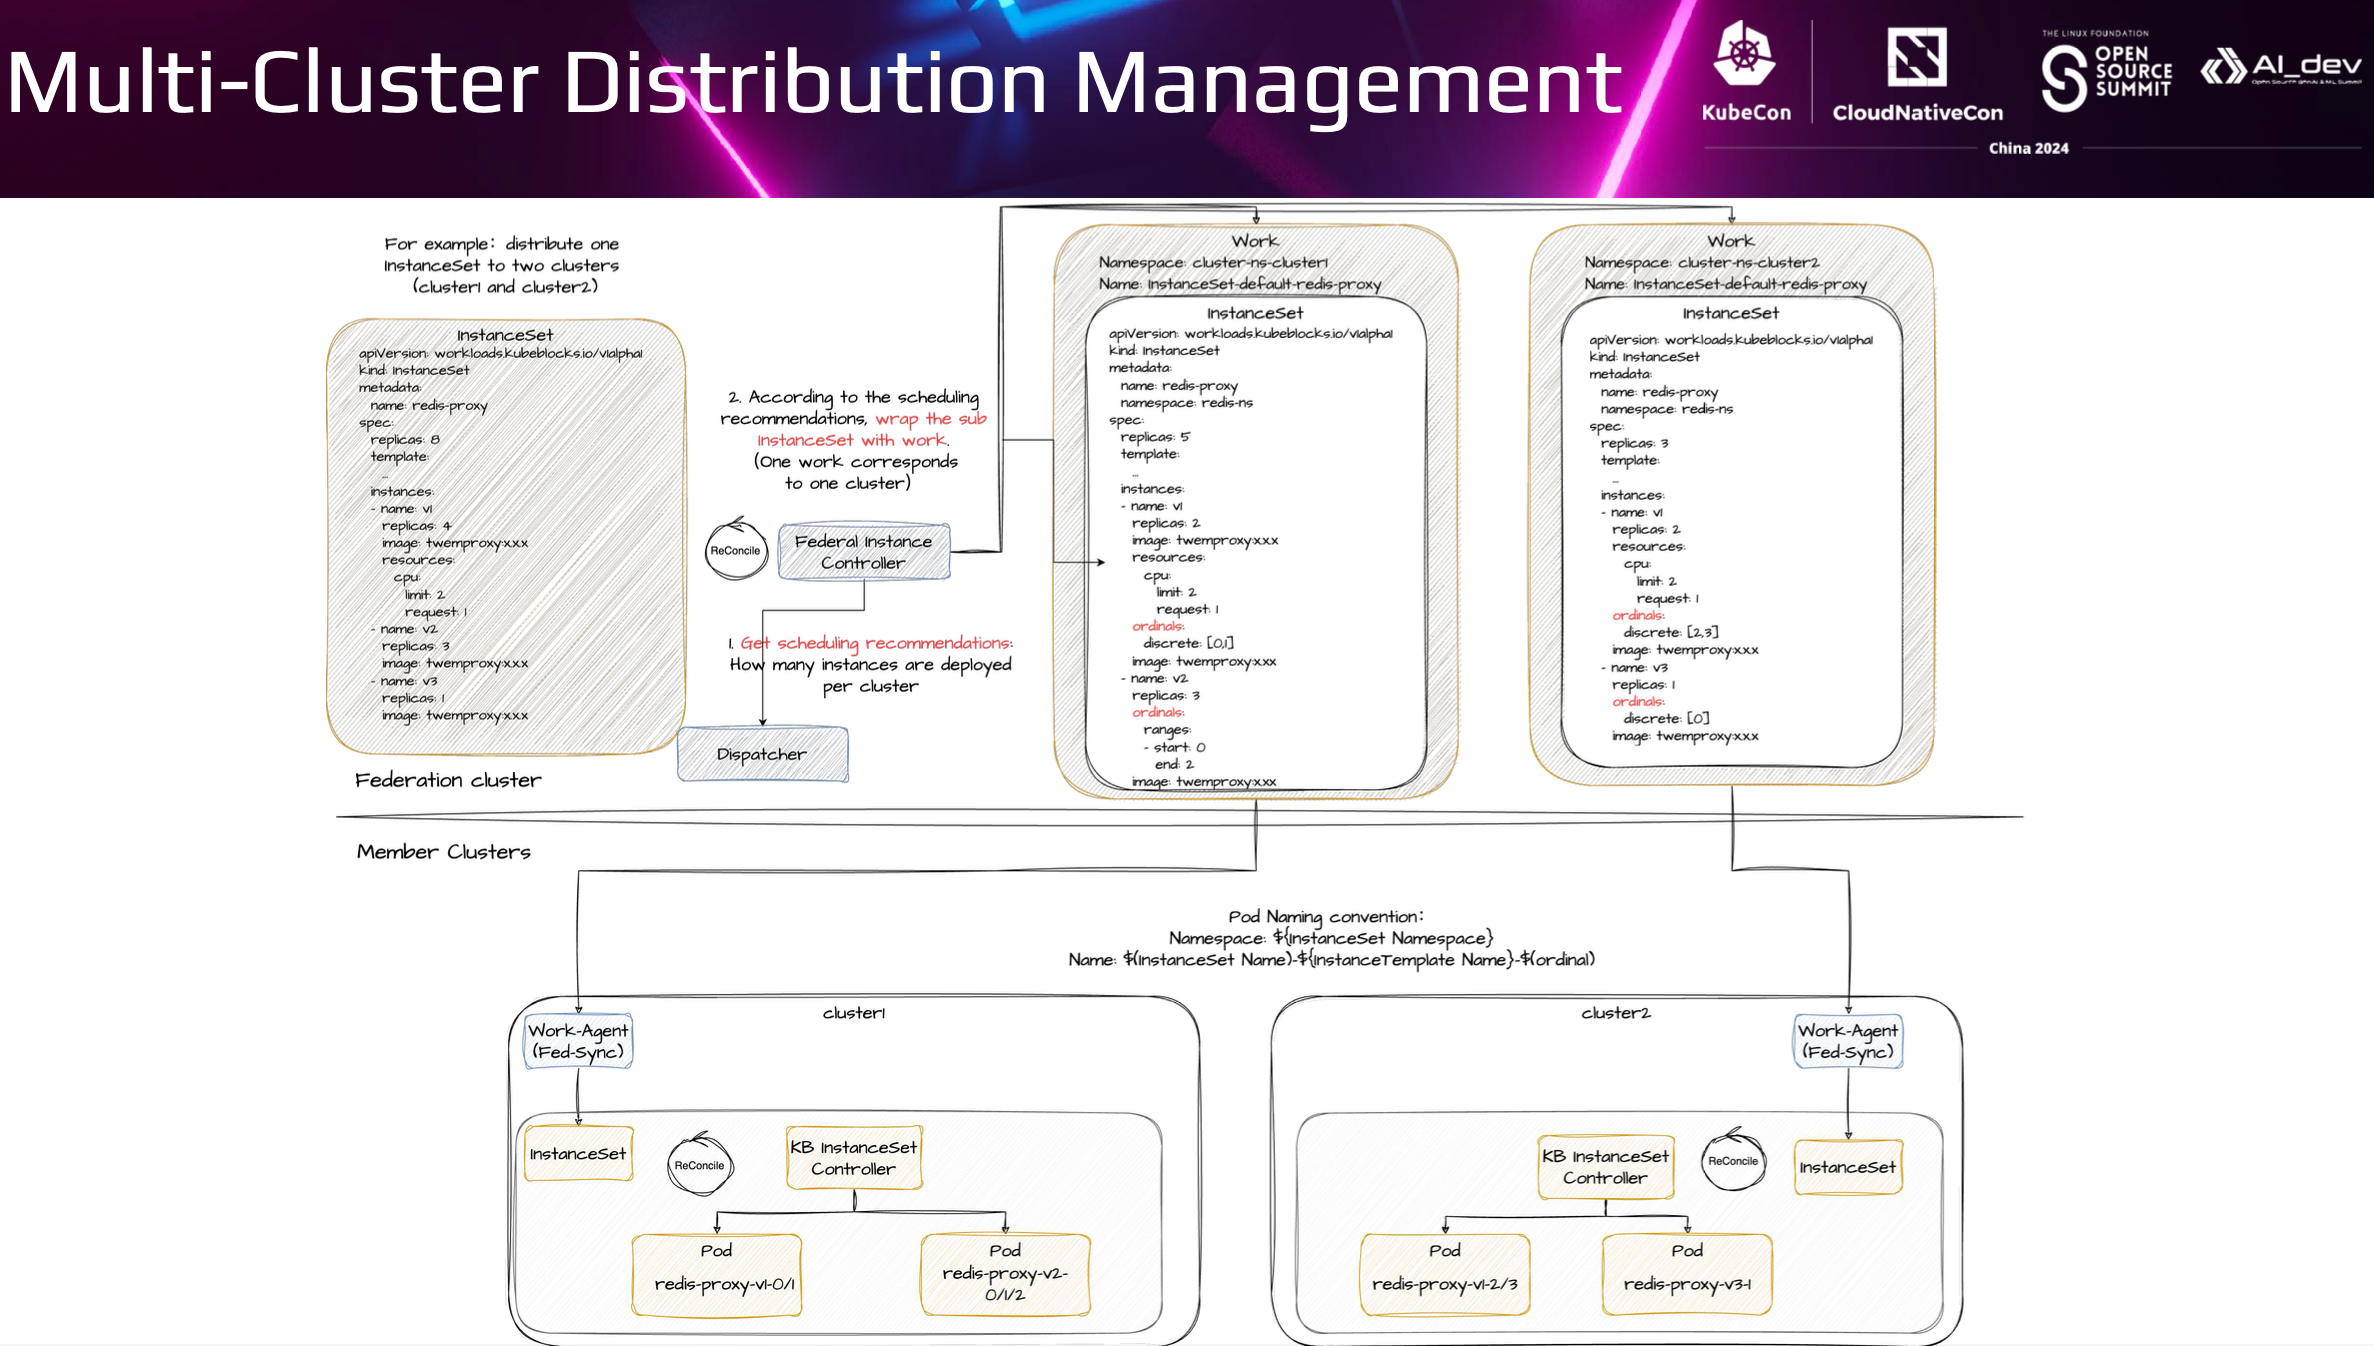 Multi-Cluster Distribution Management
KubeCon
CloudNativeCon
THE LINUX FOUNDATION
OPEN
SOURCE
SUMMIT
AI_dev
Open Source GenAI & ML Summit
China 2024
For example: distribute one
InstanceSet to two clusters
(cluster1 and cluster2)
InstanceSet
apiVersion: workloads.kubeblocks.io/v1alpha1
kind: InstanceSet
metadata:
name: redis-proxy
spec:
replicas: 8
template:
...
instances:
- name: v1
replicas: 4
image: twemproxy:xxx
resources:
cpu:
limit: 2
request: 1
- name: v2
replicas: 3
image: twemproxy:xxx
- name: v3
replicas: 1
image: twemproxy:xxx
Federation cluster
2. According to the scheduling
recommendations, wrap the sub
InstanceSet with work.
(One work corresponds
to one cluster)
ReConcile
Federal Instance
Controller
1. Get scheduling recommendations:
How many instances are deployed
per cluster
Dispatcher
Work
Namespace: cluster-ns-cluster1
Name: InstanceSet-default-redis-proxy
InstanceSet
apiVersion: workloads.kubeblocks.io/v1alpha1
kind: InstanceSet
metadata:
name: redis-proxy
namespace: redis-ns
spec:
replicas: 5
template:
...
instances:
- name: v1
replicas: 2
image: twemproxy:xxx
resources:
cpu:
limit: 2
request: 1
ordinals:
discrete: [0,1]
image: twemproxy:xxx
- name: v2
replicas: 3
ordinals:
ranges:
- start: 0
end: 2
image: twemproxy:xxx
Work
Namespace: cluster-ns-cluster2
Name: InstanceSet-default-redis-proxy
InstanceSet
apiVersion: workloads.kubeblocks.io/v1alpha1
kind: InstanceSet
metadata:
name: redis-proxy
namespace: redis-ns
spec:
replicas: 3
template:
...
instances:
- name: v1
replicas: 2
resources:
cpu:
limit: 2
request: 1
ordinals:
discrete: [2,3]
image: twemproxy:xxx
- name: v3
replicas: 1
ordinals:
discrete: [0]
image: twemproxy:xxx
Member Clusters
Pod Naming convention:
Namespace: ${InstanceSet Namespace}
Name: $(InstanceSet Name)-${InstanceTemplate Name}-$(ordinal)
cluster1
Work-Agent
(Fed-Sync)
InstanceSet
ReConcile
KB InstanceSet
Controller
Pod
redis-proxy-v1-0/1
Pod
redis-proxy-v2-
0/1/2
cluster2
Work-Agent
(Fed-Sync)
KB InstanceSet
Controller
ReConcile
InstanceSet
Pod
redis-proxy-v1-2/3
Pod
redis-proxy-v3-1